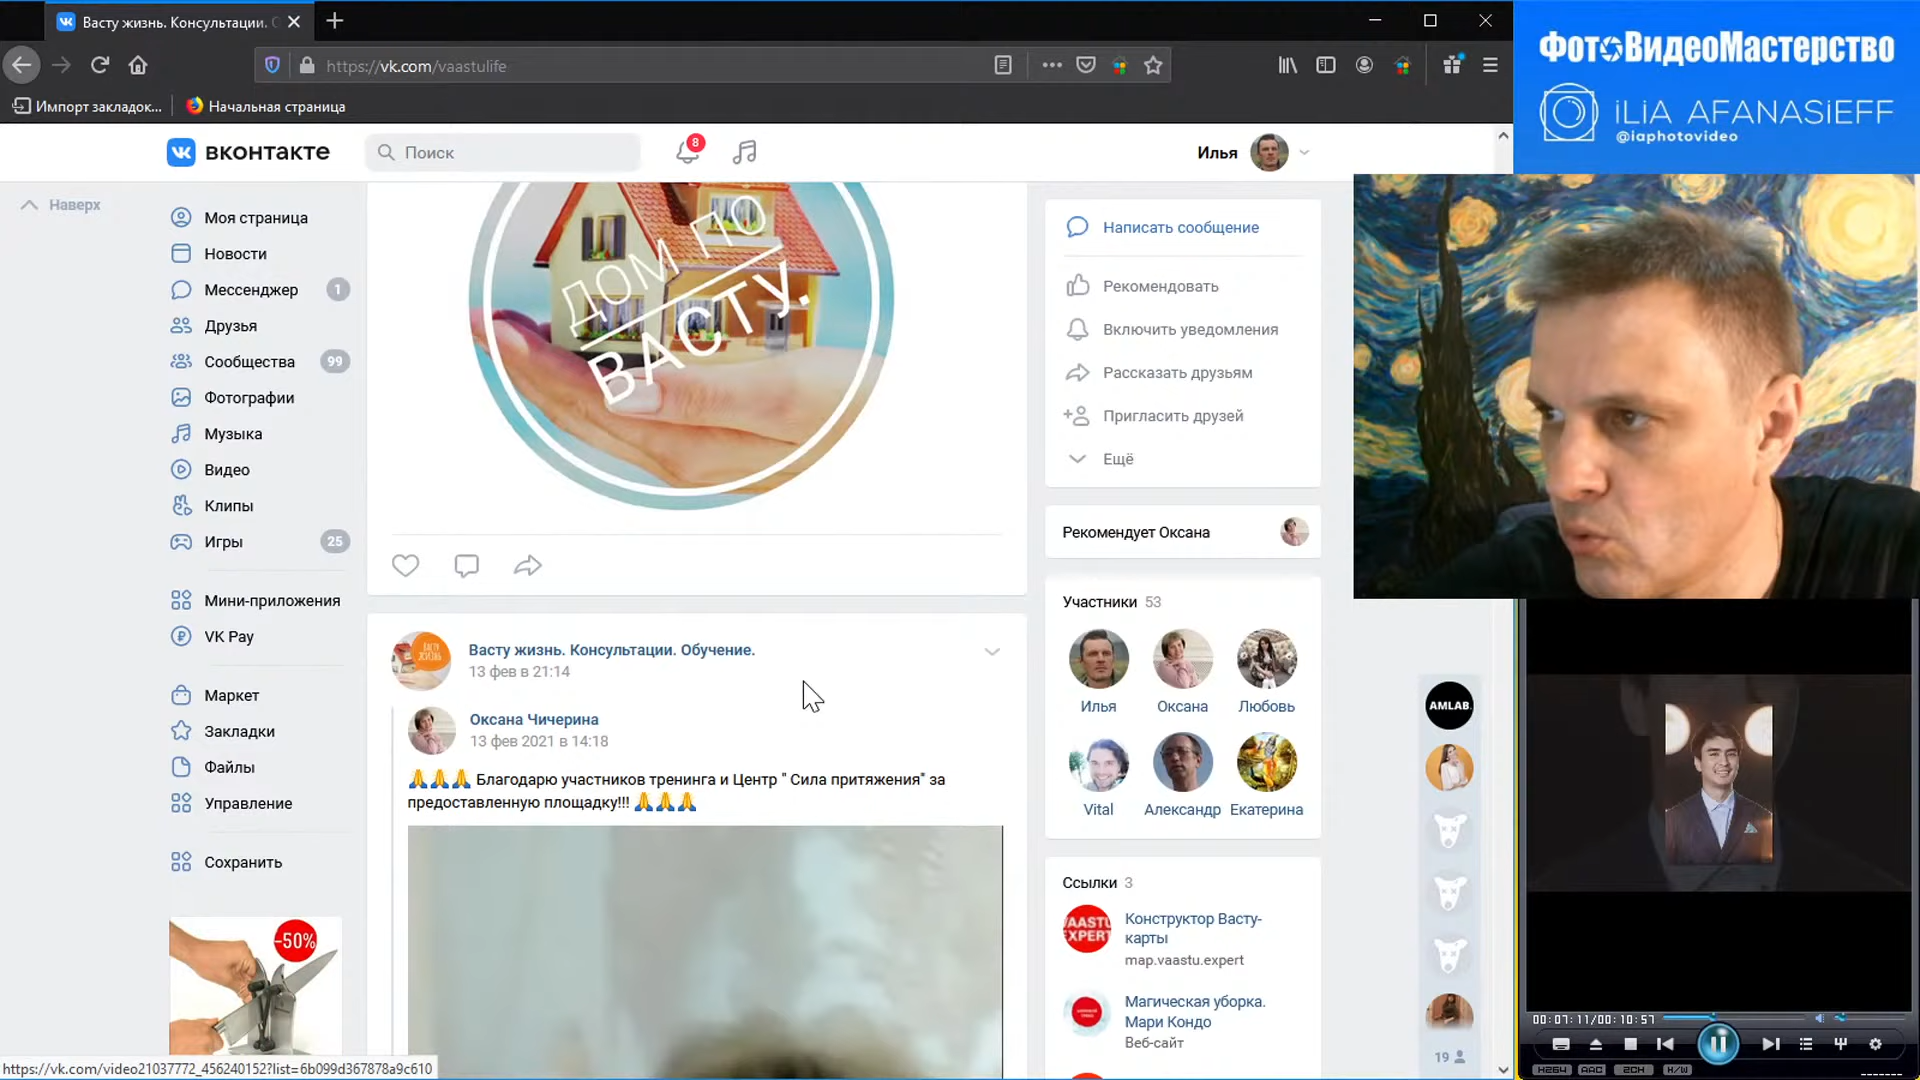 Васту жизнь. Консультации.
https://vk.com/vaastulife
Импорт закладок...
Начальная страница
ФотоВидеоМастерство
iLiA AFANASiEFF
@iaphotovideo
вконтакте
Поиск
8
Илья
Наверх
Моя страница
Новости
Мессенджер 1
Друзья
Сообщества 99
Фотографии
Музыка
Видео
Клипы
Игры 25
Мини-приложения
VK Pay
Маркет
Закладки
Файлы
Управление
Сохранить
-50%
ДОМ ПО
ВАСТУ.
Васту жизнь. Консультации. Обучение.
13 фев в 21:14
Оксана Чичерина
13 фев 2021 в 14:18
🙏🙏🙏 Благодарю участников тренинга и Центр " Сила притяжения" за
предоставленную площадку!!! 🙏🙏🙏
Написать сообщение
Рекомендовать
Включить уведомления
Рассказать друзьям
Пригласить друзей
Ещё
Рекомендует Оксана
Участники 53
Илья Оксана Любовь
Vital Александр Екатерина
Ссылки 3
VAASTU
EXPERT
Конструктор Васту-
карты
map.vaastu.expert
Магическая уборка.
Мари Кондо
Веб-сайт
AMLAB.
19
00:07:11/00:10:57
H264 AAC 2CH H/W
https://vk.com/video21037772_456240152?list=6b099d367878a9c610